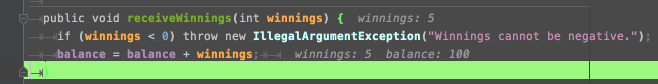 public void receiveWinnings(int winnings) { winnings: 5
if (winnings < 0) throw new IllegalArgumentException("Winnings cannot be negative.");
balance = balance + winnings; winnings: 5 balance: 100
}